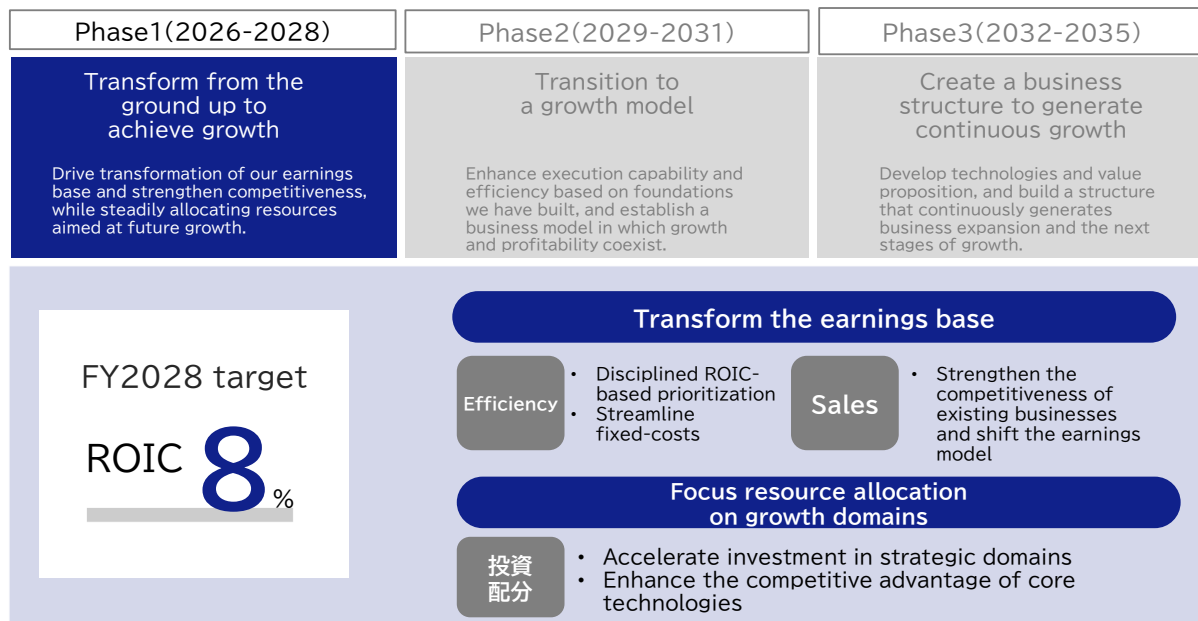 Phase1(2026-2028)
Transform from the
ground up to
achieve growth
Drive transformation of our earnings
base and strengthen competitiveness,
while steadily allocating resources
aimed at future growth.
Phase2(2029-2031)
Transition to
a growth model
Enhance execution capability and
efficiency based on foundations
we have built, and establish a
business model in which growth
and profitability coexist.
Phase3(2032-2035)
Create a business
structure to generate
continuous growth
Develop technologies and value
proposition, and build a structure
that continuously generates
business expansion and the next
stages of growth.
FY2028 target
ROIC 8 %
Transform the earnings base
Efficiency
• Disciplined ROIC-
based prioritization
• Streamline
fixed-costs
Sales
• Strengthen the
competitiveness of
existing businesses
and shift the earnings
model
Focus resource allocation
on growth domains
投資
配分
• Accelerate investment in strategic domains
• Enhance the competitive advantage of core
technologies